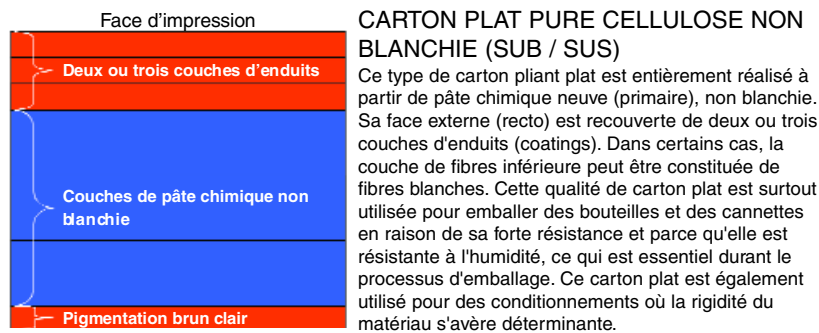 Face d'impression
Deux ou trois couches d'enduits
Couches de pâte chimique non
blanchie
Pigmentation brun clair
CARTON PLAT PURE CELLULOSE NON
BLANCHIE (SUB / SUS)
Ce type de carton pliant plat est entièrement réalisé à
partir de pâte chimique neuve (primaire), non blanchie.
Sa face externe (recto) est recouverte de deux ou trois
couches d'enduits (coatings). Dans certains cas, la
couche de fibres inférieure peut être constituée de
fibres blanches. Cette qualité de carton plat est surtout
utilisée pour emballer des bouteilles et des cannettes
en raison de sa forte résistance et parce qu'elle est
résistante à l'humidité, ce qui est essentiel durant le
processus d'emballage. Ce carton plat est également
utilisé pour des conditionnements où la rigidité du
matériau s'avère déterminante.